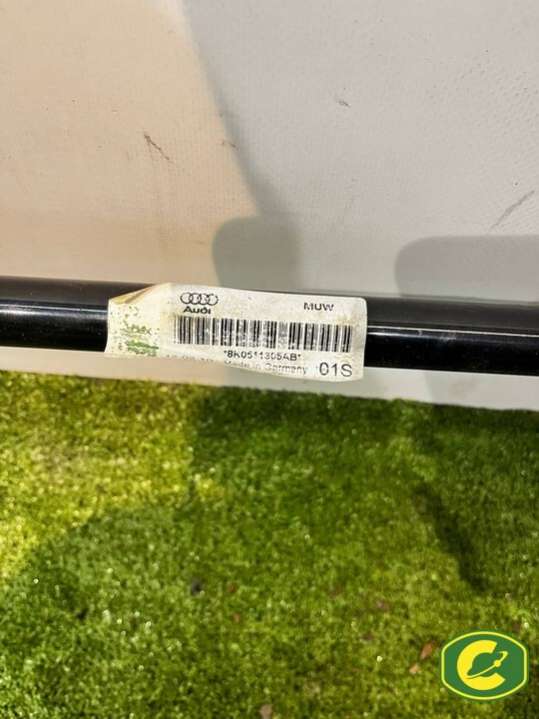 Audi
MUW
*8K0511305AB*
Made in Germany 01S